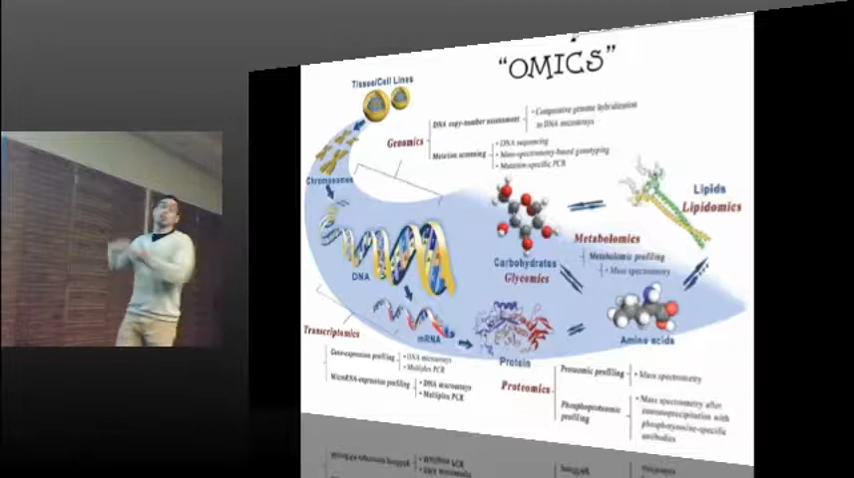 “OMICS”
Tissue/Cell Lines
Genomics
DNA copy-number assessment
• Comparative genome hybridization
to DNA microarrays
Mutation screening
• DNA sequencing
• Mass-spectrometry-based genotyping
• Mutation-specific PCR
Chromosomes
DNA
Carbohydrates
Glycomics
Lipids
Lipidomics
Metabolomics
Metabolomic profiling
• Mass spectrometry
Amino acids
Transcriptomics
mRNA
Gene-expression profiling
• DNA microarrays
• Multiplex PCR
MicroRNA-expression profiling
• DNA microarrays
• Multiplex PCR
Protein
Proteomics
Proteomic profiling
• Mass spectrometry
Phosphoproteomic
profiling
• Mass spectrometry after
immunoprecipitation with
phosphotyrosine-specific
antibodies